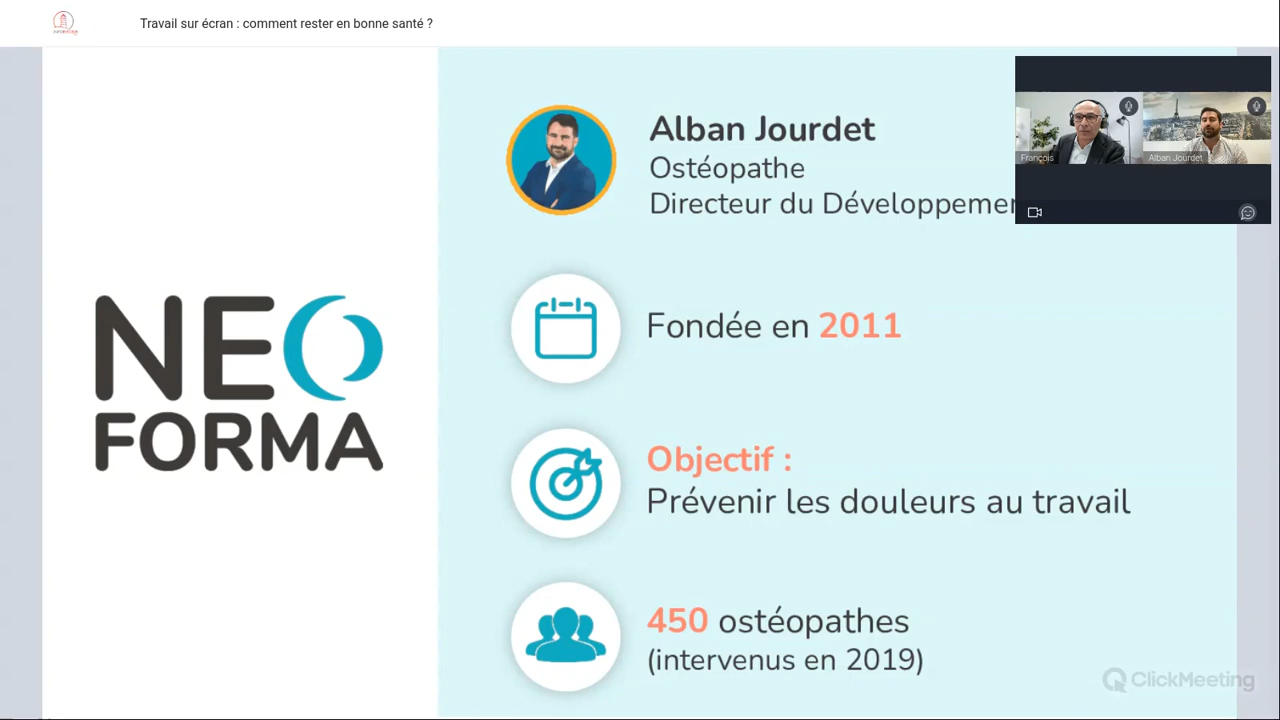 Travail sur écran : comment rester en bonne santé ?
Alban Jourdet
Ostéopathe
Directeur du Développemen
François
Alban Jourdet
NEO
FORMA
Fondée en 2011
Objectif :
Prévenir les douleurs au travail
450 ostéopathes
(intervenus en 2019)
ClickMeeting